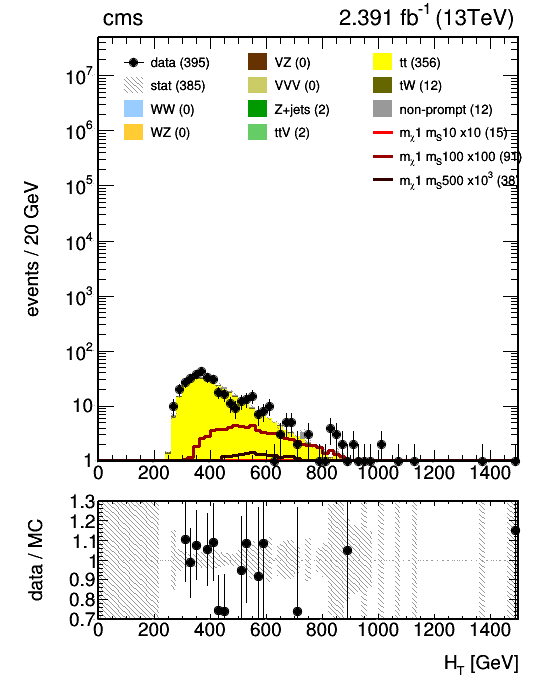 cms 2.391 fb⁻¹ (13TeV)
events / 20 GeV
10⁷
10⁶
10⁵
10⁴
10³
10²
10
1
data (395)
stat (385)
WW (0)
WZ (0)
VZ (0)
VVV (0)
Z+jets (2)
ttV (2)
tt (356)
tW (12)
non-prompt (12)
mχ1 mS10 x10 (15)
mχ1 mS100 x100 (91)
mχ1 mS500 x10³ (38)
0 200 400 600 800 1000 1200 1400
data / MC
1.3
1.2
1.1
1
0.9
0.8
0.7
0 200 400 600 800 1000 1200 1400
H_T [GeV]